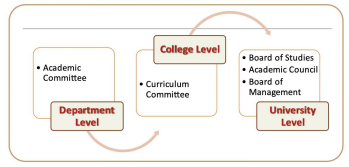 • Academic
Committee
Department
Level
College Level
• Curriculum
Committee
• Board of Studies
• Academic Council
• Board of
Management
University
Level